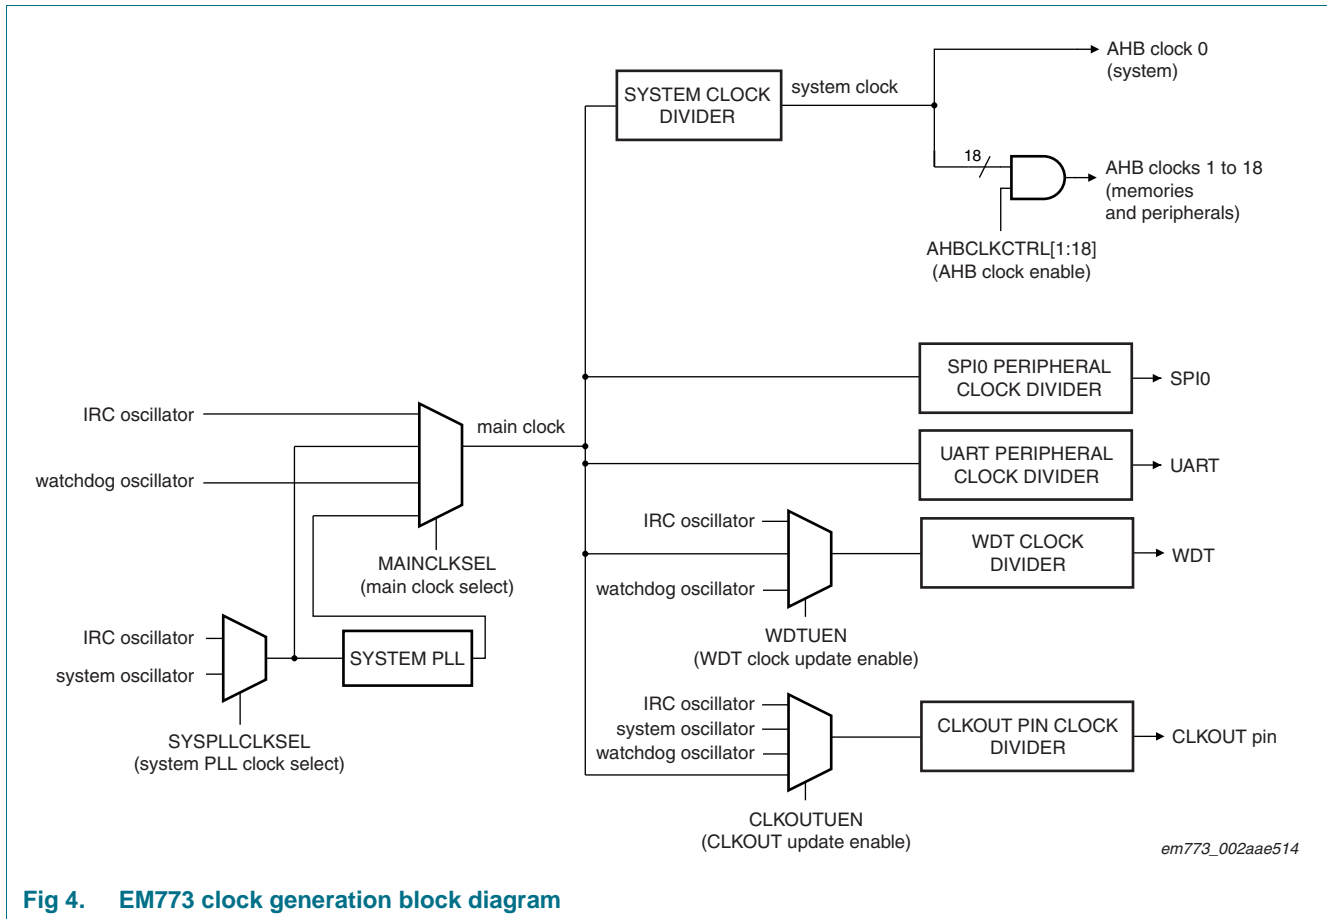 AHB clock 0
(system)
SYSTEM CLOCK
DIVIDER
system clock
18
AHB clocks 1 to 18
(memories
and peripherals)
AHBCLKCTRL[1:18]
(AHB clock enable)
IRC oscillator
watchdog oscillator
main clock
MAINCLKSEL
(main clock select)
IRC oscillator
system oscillator
SYSTEM PLL
SYSPLLCLKSEL
(system PLL clock select)
SPI0 PERIPHERAL
CLOCK DIVIDER
SPI0
UART PERIPHERAL
CLOCK DIVIDER
UART
IRC oscillator
watchdog oscillator
WDT CLOCK
DIVIDER
WDT
WDTUEN
(WDT clock update enable)
IRC oscillator
system oscillator
watchdog oscillator
CLKOUT PIN CLOCK
DIVIDER
CLKOUT pin
CLKOUTUEN
(CLKOUT update enable)
em773_002aae514
Fig 4. EM773 clock generation block diagram